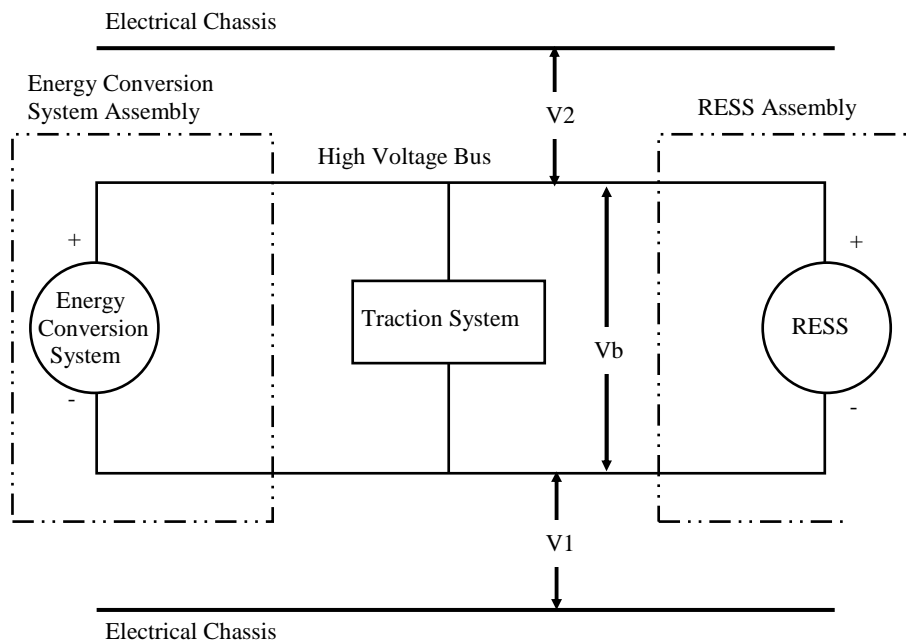 Electrical Chassis
Energy Conversion
System Assembly
V2
RESS Assembly
High Voltage Bus
+
+
Energy
Conversion
System
Traction System
Vb
RESS
-
-
V1
Electrical Chassis